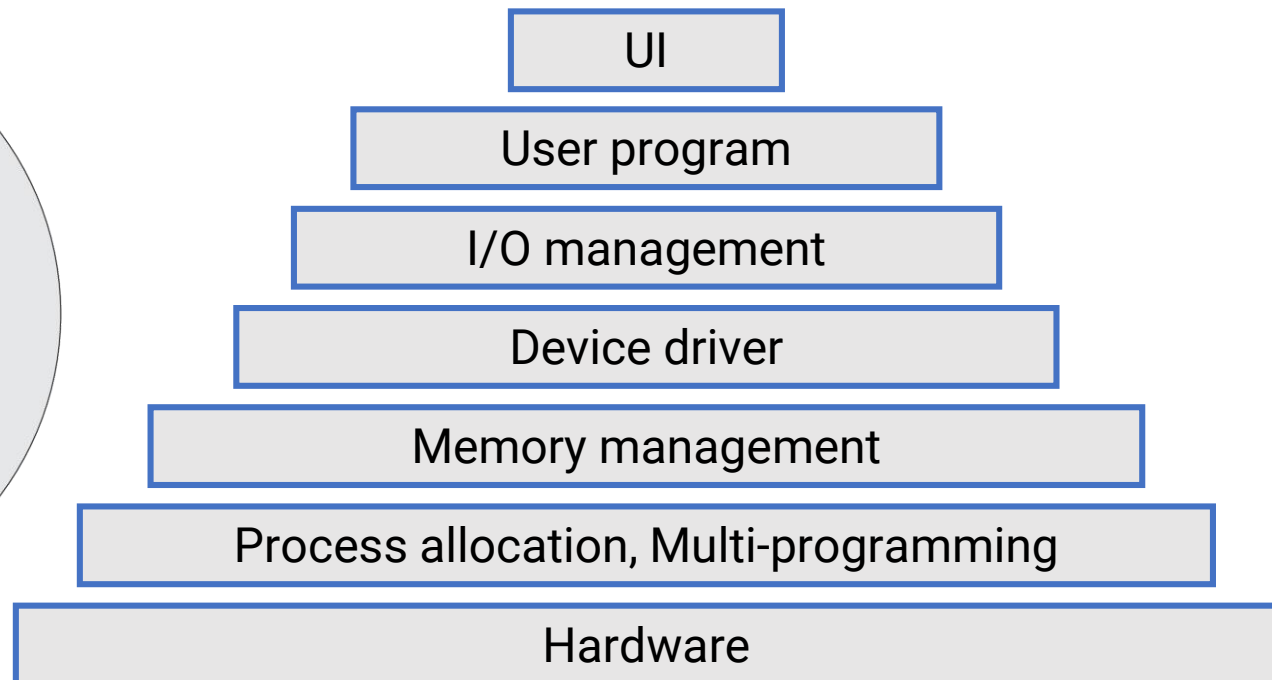 UI
User program
I/O management
Device driver
Memory management
Process allocation, Multi-programming
Hardware